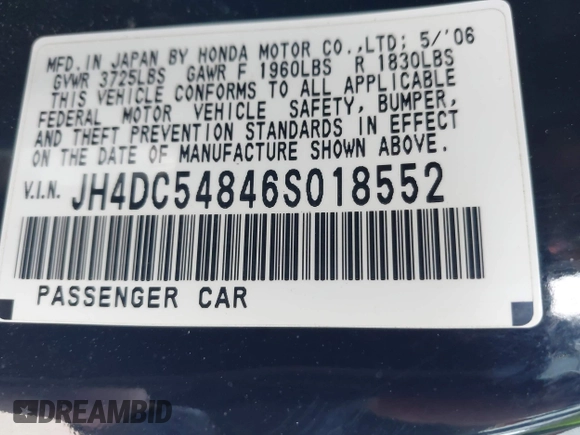 MFD.IN JAPAN BY HONDA MOTOR CO.,LTD; 5/'06
GVWR 3725LBS GAWR F 1960LBS R 1830LBS
THIS VEHICLE CONFORMS TO ALL APPLICABLE
FEDERAL MOTOR VEHICLE SAFETY, BUMPER,
AND THEFT PREVENTION STANDARDS IN EFFECT
ON THE DATE OF MANUFACTURE SHOWN ABOVE.
V.I.N. JH4DC54846S018552
PASSENGER CAR
DREAMBID